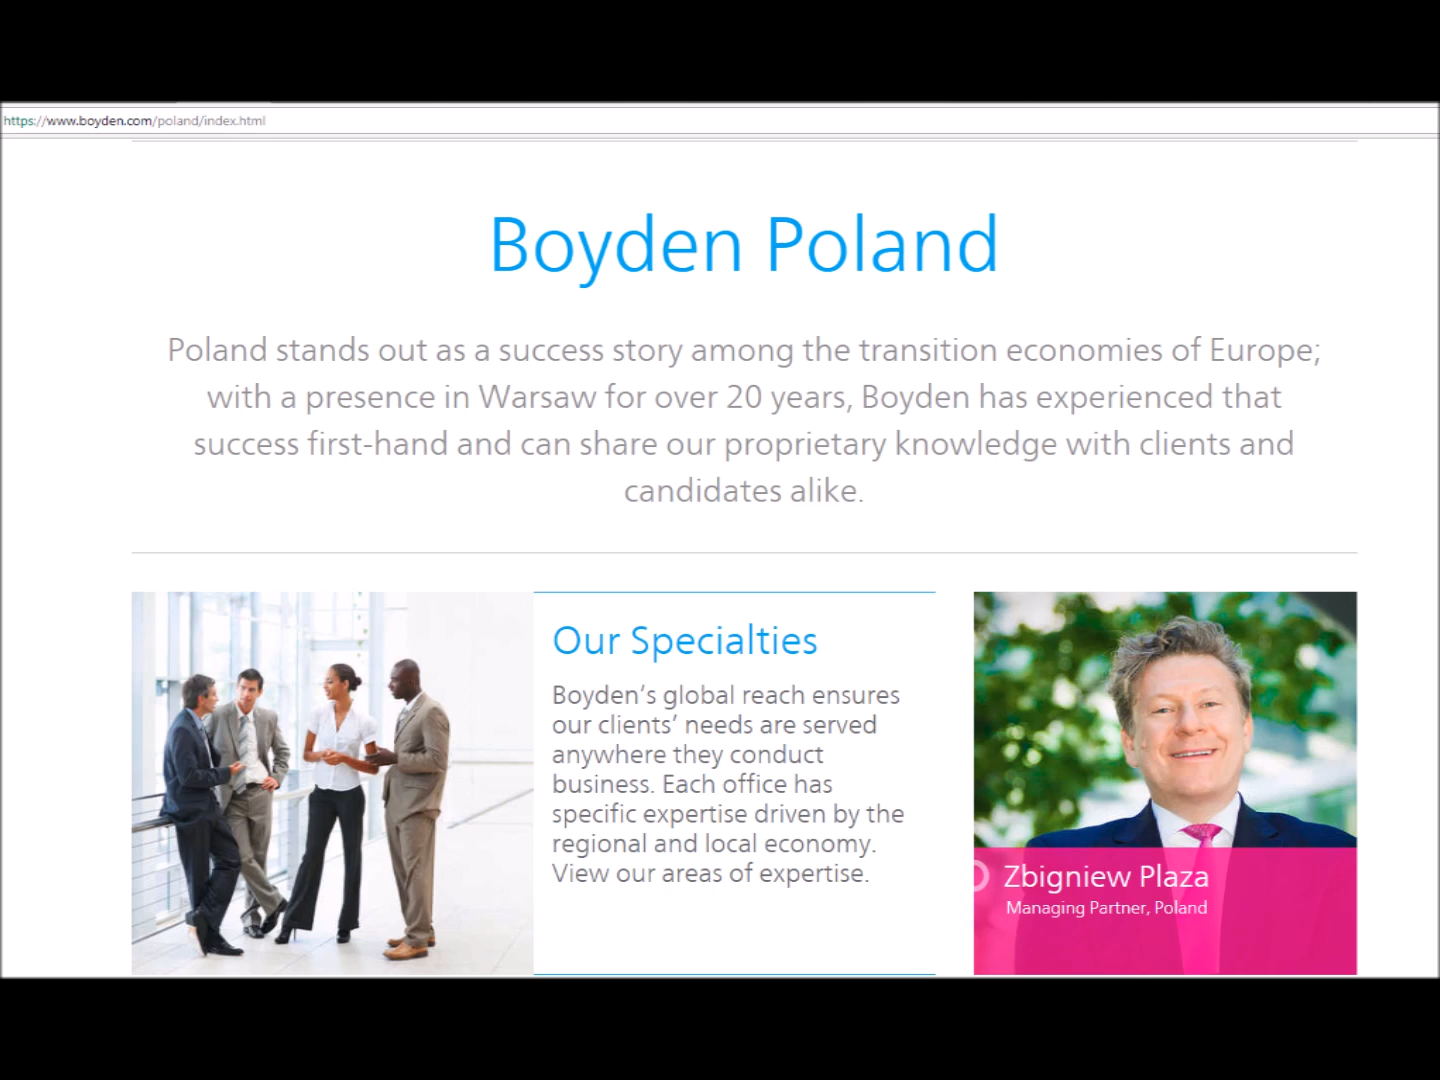 https://www.boyden.com/poland/index.html
Boyden Poland
Poland stands out as a success story among the transition economies of Europe;
with a presence in Warsaw for over 20 years, Boyden has experienced that
success first-hand and can share our proprietary knowledge with clients and
candidates alike.
Our Specialties
Boyden’s global reach ensures
our clients’ needs are served
anywhere they conduct
business. Each office has
specific expertise driven by the
regional and local economy.
View our areas of expertise.
Zbigniew Plaza
Managing Partner, Poland